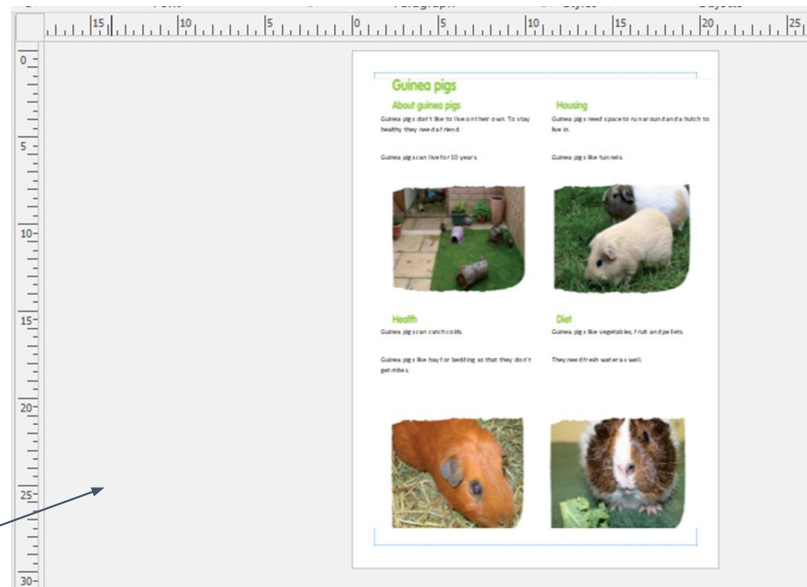 15 10 5 0 5 10 15 20 25
0
Guinea pigs
About guinea pigs
Guinea pigs don't like to live on their own. To stay
healthy they need a friend.
Guinea pigs can live for 10 years.
Housing
Guinea pigs need space to run around and a hutch to
live in.
Guinea pigs like tunnels.
5
10
15
Health
Guinea pigs can catch colds.
Guinea pigs like hay for bedding so that they don't
get mites.
Diet
Guinea pigs like vegetables, fruit and pellets.
They need fresh water as well.
20
25
30